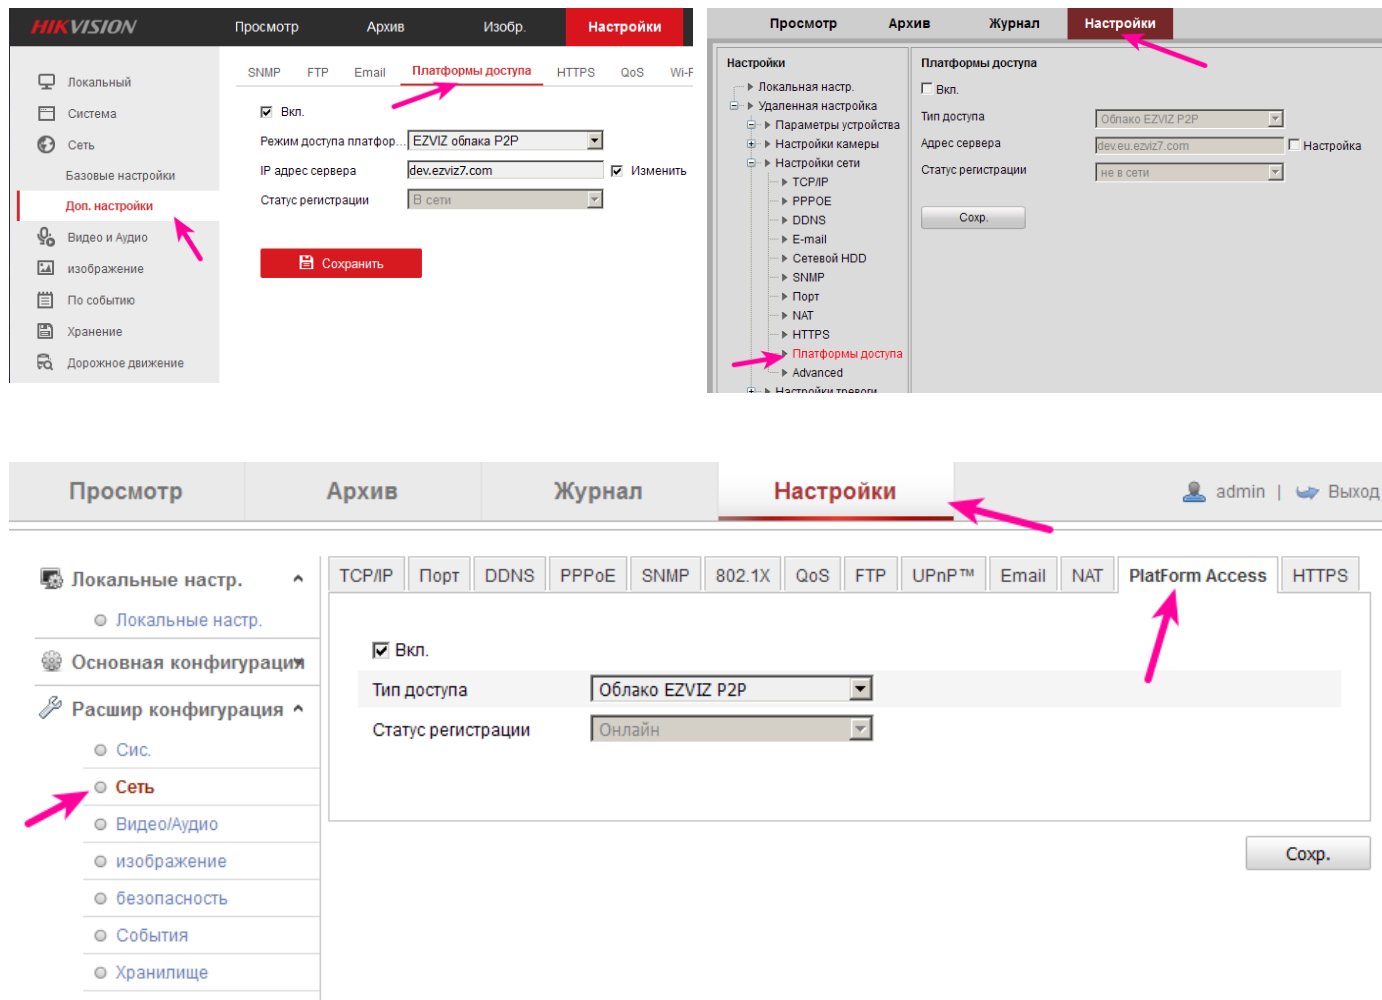 HIKVISION
Просмотр Архив Изобр. Настройки
Локальный
Система
Сеть
Базовые настройки
Доп. настройки
Видео и Аудио
изображение
По событию
Хранение
Дорожное движение
SNMP FTP Email Платформы доступа HTTPS QoS Wi-F
Вкл.
Режим доступа платфор... EZVIZ облака P2P
IP адрес сервера dev.ezviz7.com Изменить
Статус регистрации В сети
Сохранить
Просмотр Архив Журнал Настройки
Настройки
Локальная настр.
Удаленная настройка
Параметры устройства
Настройки камеры
Настройки сети
TCP/IP
PPPOE
DDNS
E-mail
Сетевой HDD
SNMP
Порт
NAT
HTTPS
Платформы доступа
Advanced
Настройки тревоги
Платформы доступа
Вкл.
Тип доступа Облако EZVIZ P2P
Адрес сервера dev.eu.ezviz7.com Настройка
Статус регистрации не в сети
Сохр.
Просмотр Архив Журнал Настройки admin | Выход
Локальные настр.
Локальные настр.
Основная конфигурация
Расшир конфигурация
Сис.
Сеть
Видео/Аудио
изображение
безопасность
События
Хранилище
TCP/IP Порт DDNS PPPoE SNMP 802.1X QoS FTP UPnP™ Email NAT PlatForm Access HTTPS
Вкл.
Тип доступа Облако EZVIZ P2P
Статус регистрации Онлайн
Сохр.